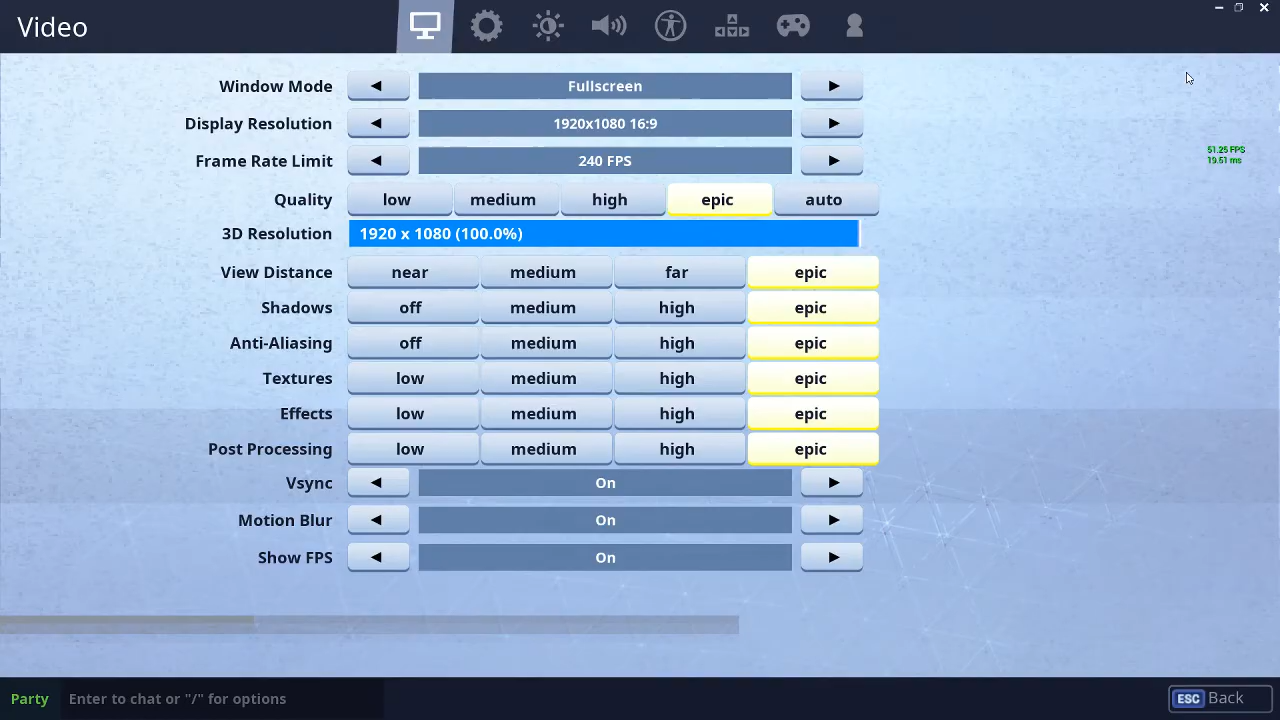 Video
Window Mode Fullscreen
Display Resolution 1920x1080 16:9
Frame Rate Limit 240 FPS
51.25 FPS
19.51 ms
Quality low medium high epic auto
3D Resolution 1920 x 1080 (100.0%)
View Distance near medium far epic
Shadows off medium high epic
Anti-Aliasing off medium high epic
Textures low medium high epic
Effects low medium high epic
Post Processing low medium high epic
Vsync On
Motion Blur On
Show FPS On
Party Enter to chat or "/" for options ESC Back